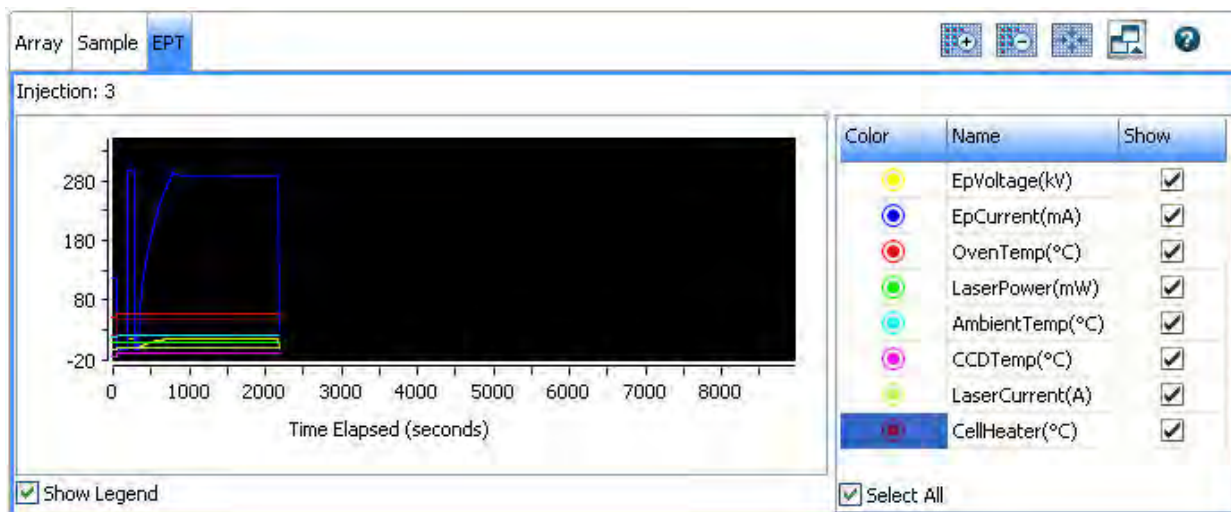 Array Sample EPT
Injection: 3
Color Name Show
EpVoltage(kV)
EpCurrent(mA)
OvenTemp(°C)
LaserPower(mW)
AmbientTemp(°C)
CCDTemp(°C)
LaserCurrent(A)
CellHeater(°C)
280
180
80
-20
0 1000 2000 3000 4000 5000 6000 7000 8000
Time Elapsed (seconds)
Show Legend
Select All